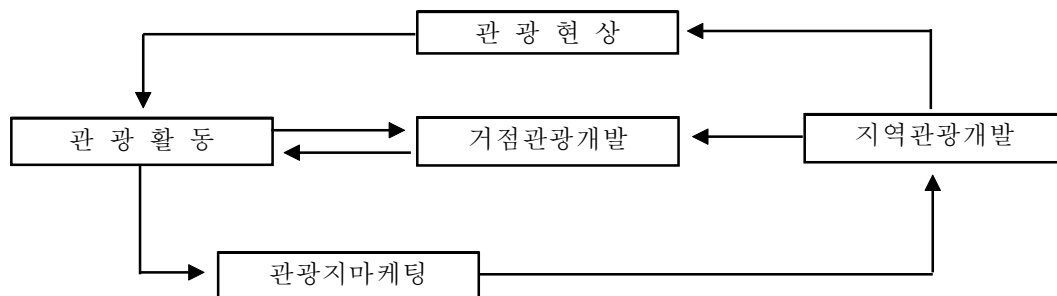 관 광 현 상
관 광 활 동
거점관광개발
지역관광개발
관광지마케팅